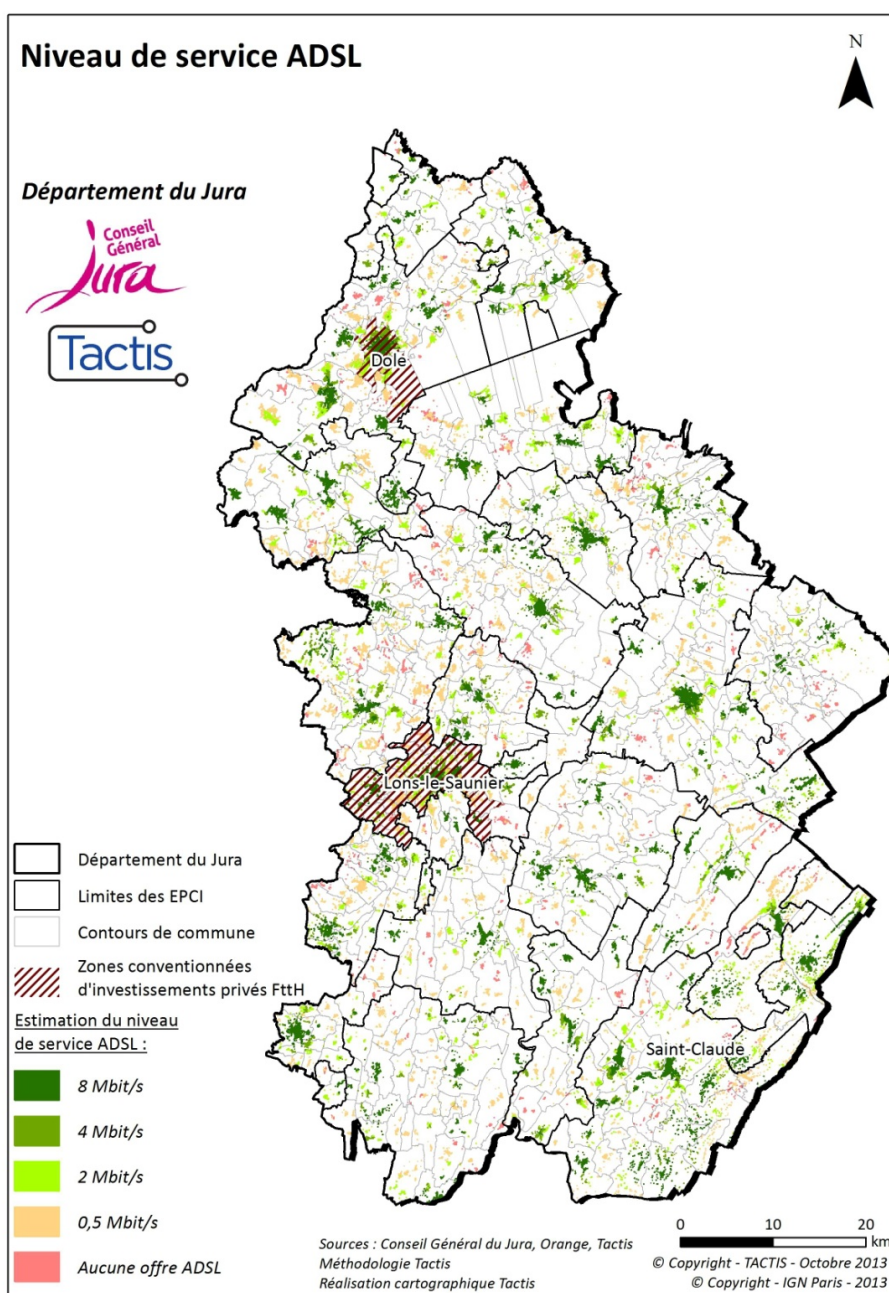 Niveau de service ADSL
N
Département du Jura
Conseil
Général
Jura
Tactis
Dole
Lons-le-Saunier
Saint-Claude
Département du Jura
Limites des EPCI
Contours de commune
Zones conventionnées
d'investissements privés FttH
Estimation du niveau
de service ADSL :
8 Mbit/s
4 Mbit/s
2 Mbit/s
0,5 Mbit/s
Aucune offre ADSL
0 10 20
km
Sources : Conseil Général du Jura, Orange, Tactis
Méthodologie Tactis
Réalisation cartographique Tactis
© Copyright - TACTIS - Octobre 2013
© Copyright - IGN Paris - 2013